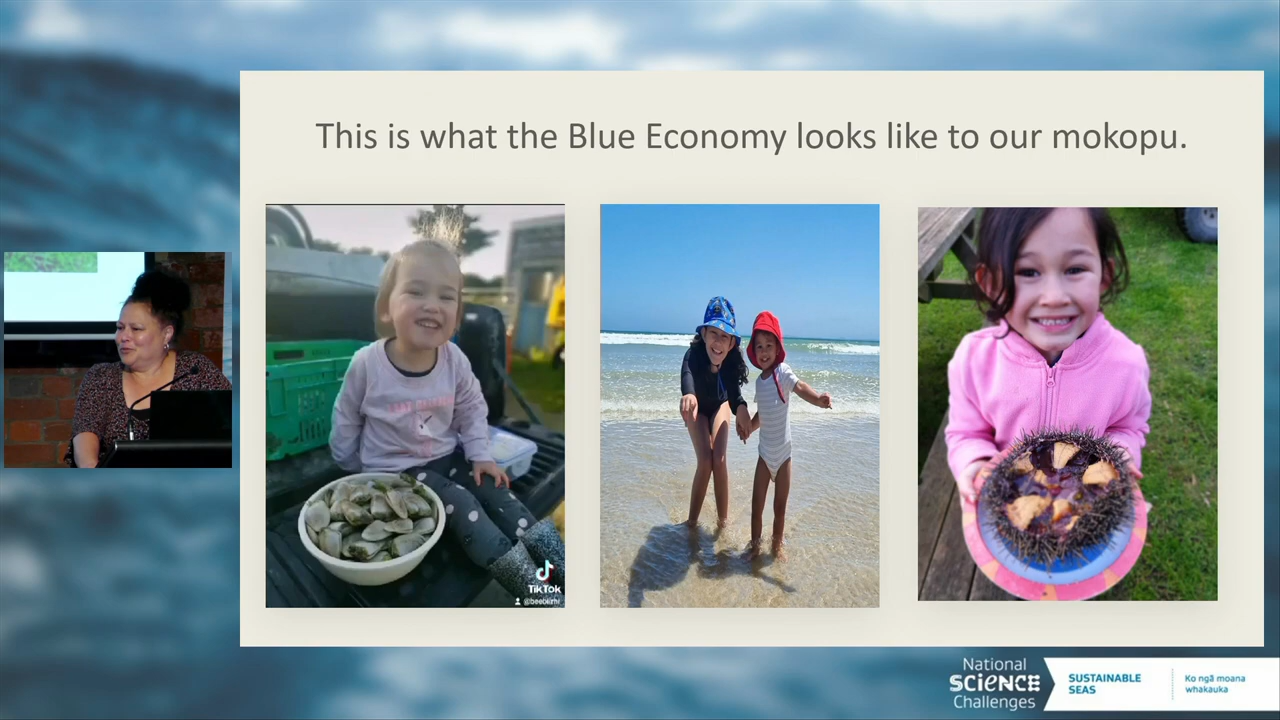 This is what the Blue Economy looks like to our mokopu.
TikTok
National
SCIENCE
Challenges
SUSTAINABLE
SEAS
Ko ngā moana
whakauka